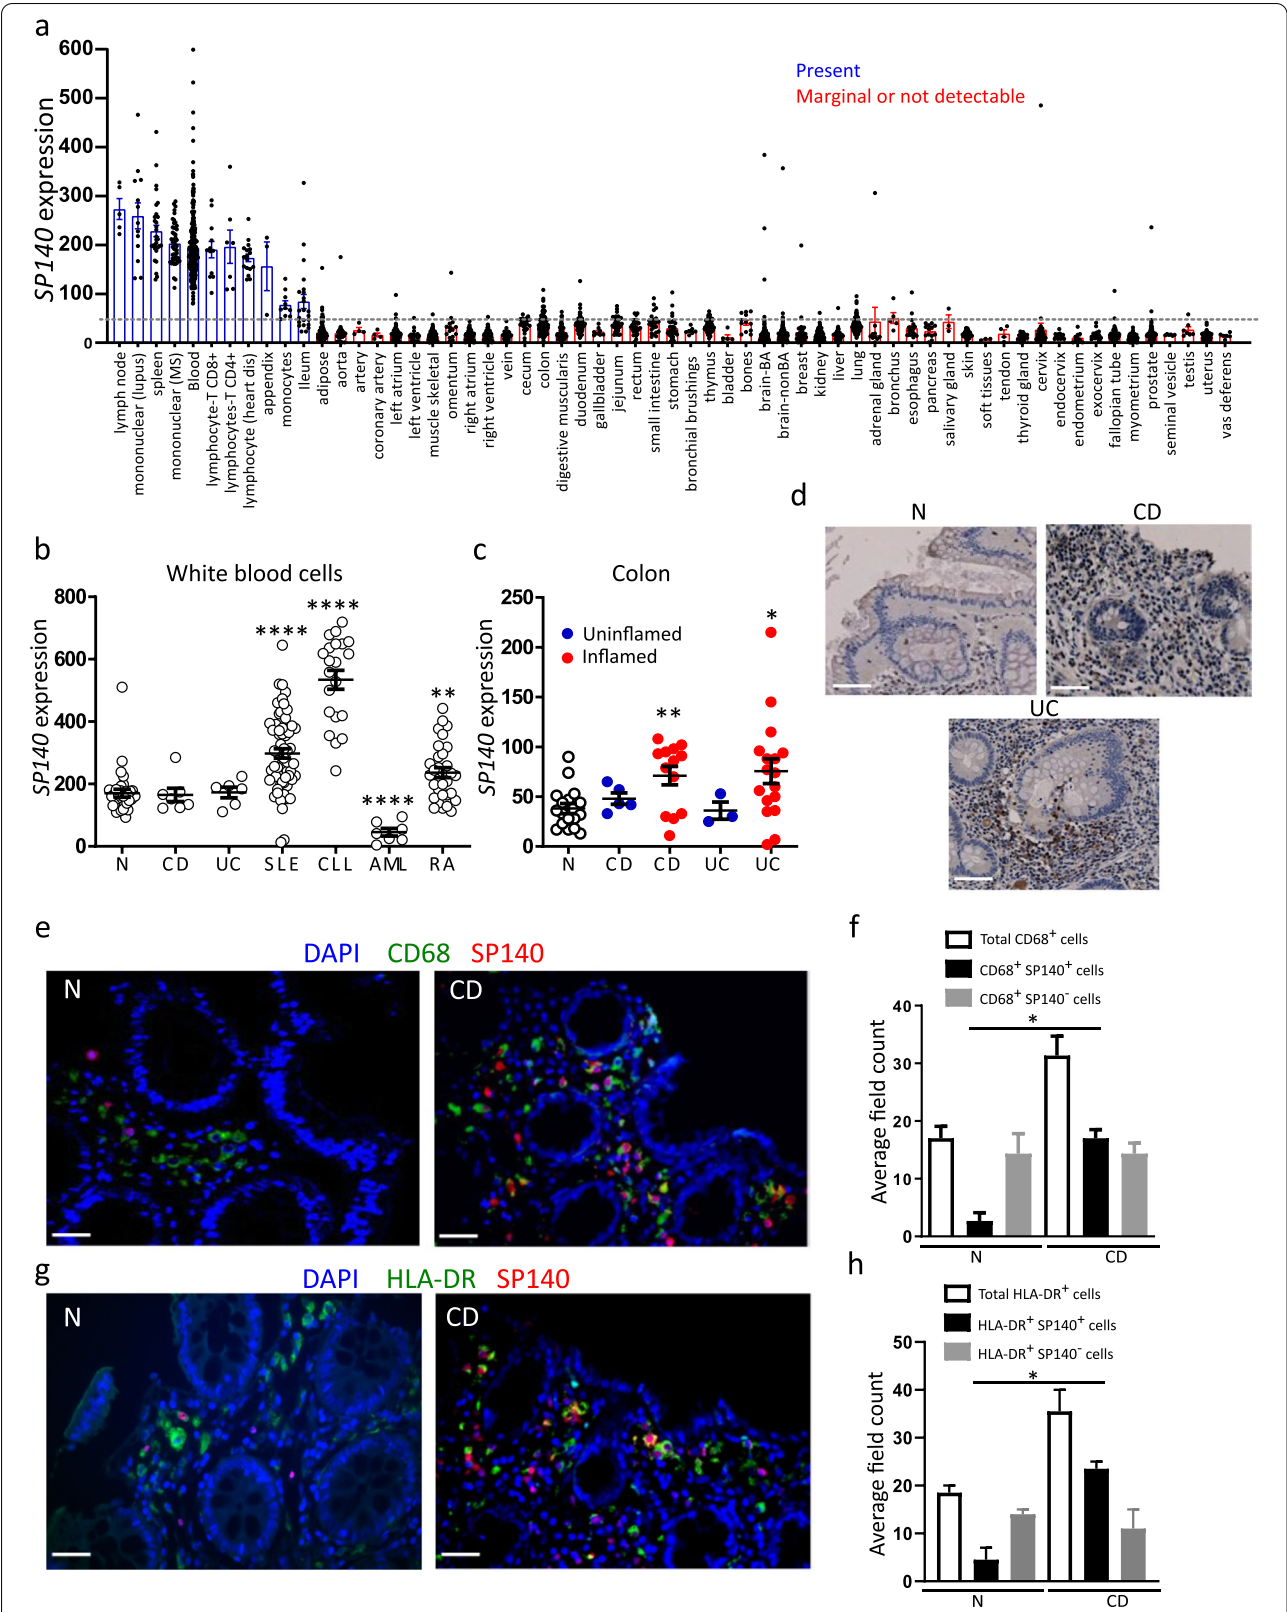 a
600
500
400
300
200
100
0
SP140 expression
Present
Marginal or not detectable
lymph node
mononuclear (lupus)
spleen
mononuclear (MS)
Blood
lymphocyte-T CD8+
lymphocytes-T CD4+
lymphocyte (heart dis)
appendix
monocytes
Ileum
adipose
aorta
artery
coronary artery
left atrium
left ventricle
muscle skeletal
omentum
right atrium
right ventricle
vein
cecum
colon
digestive muscularis
duodenum
gallbladder
jejunum
rectum
small intestine
stomach
bronchial brushings
thymus
bladder
bones
brain-BA
brain-nonBA
breast
kidney
liver
lung
adrenal gland
bronchus
esophagus
pancreas
salivary gland
skin
soft tissues
tendon
thyroid gland
cervix
endocervix
endometrium
exocervix
fallopian tube
myometrium
prostate
seminal vesicle
testis
uterus
vas deferens
b
White blood cells
800
600
400
200
0
SP140 expression
****
****
****
**
N CD UC SLE CLL AML RA
c
Colon
250
200
150
100
50
0
SP140 expression
Uninflamed
Inflamed
**
*
N CD CD UC UC
d
N
CD
UC
e
DAPI CD68 SP140
N
CD
f
Total CD68+ cells
CD68+ SP140+ cells
CD68+ SP140- cells
40
30
20
10
0
Average field count
*
N CD
g
DAPI HLA-DR SP140
N
CD
h
Total HLA-DR+ cells
HLA-DR+ SP140+ cells
HLA-DR+ SP140- cells
50
40
30
20
10
0
Average field count
*
N CD